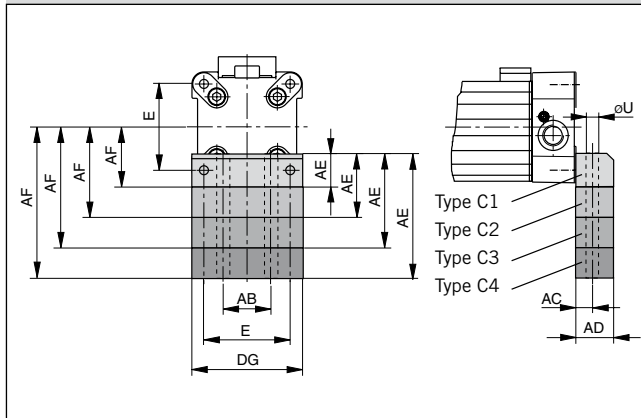 E
AF
AF
AF
AF
AE
AE
AE
AE
AB
E
DG
øU
Type C1
Type C2
Type C3
Type C4
AC
AD